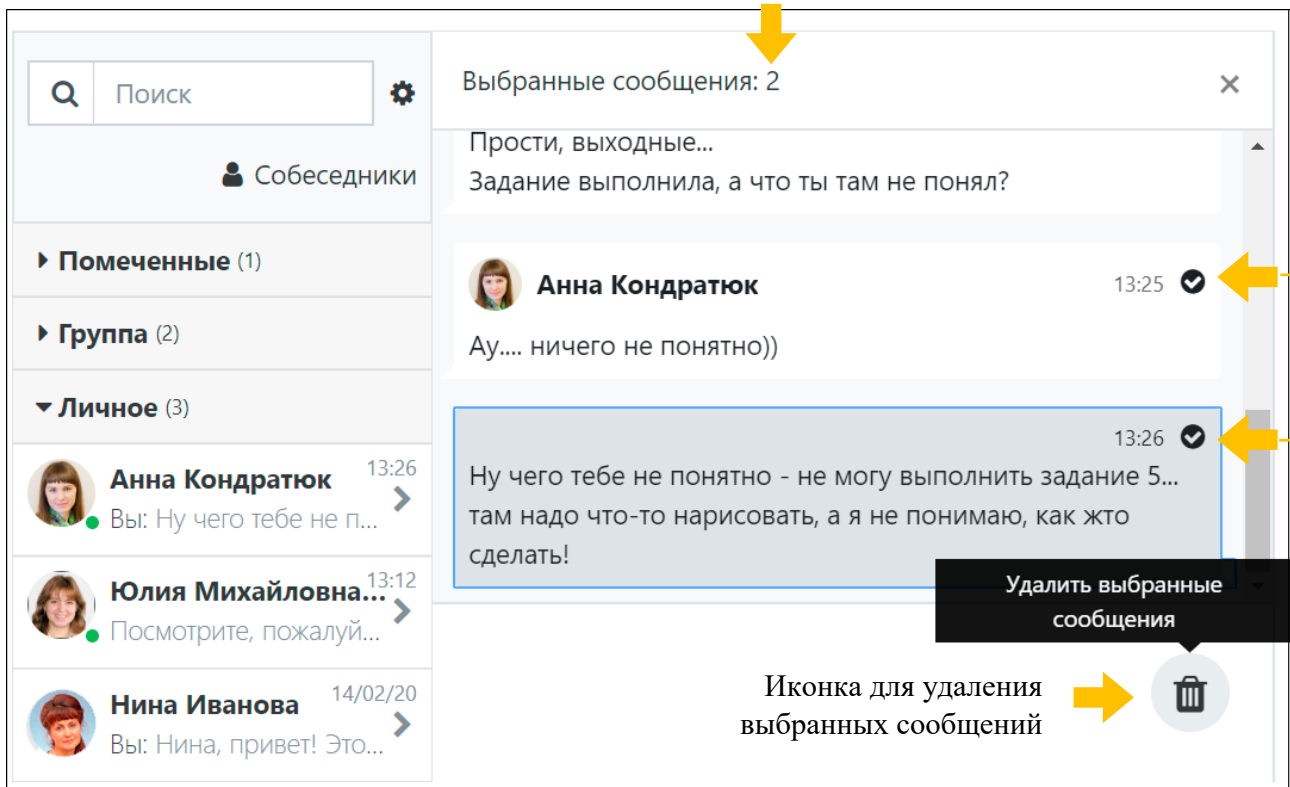 Поиск
Собеседники
Помеченные (1)
Группа (2)
Личное (3)
Анна Кондратюк 13:26
Вы: Ну чего тебе не п...
Юлия Михайловна... 13:12
Посмотрите, пожалуй...
Нина Иванова 14/02/20
Вы: Нина, привет! Это...
Выбранные сообщения: 2
Прости, выходные...
Задание выполнила, а что ты там не понял?
Анна Кондратюк 13:25
Ау.... ничего не понятно))
13:26
Ну чего тебе не понятно - не могу выполнить задание 5...
там надо что-то нарисовать, а я не понимаю, как жто
сделать!
Удалить выбранные
сообщения
Иконка для удаления
выбранных сообщений